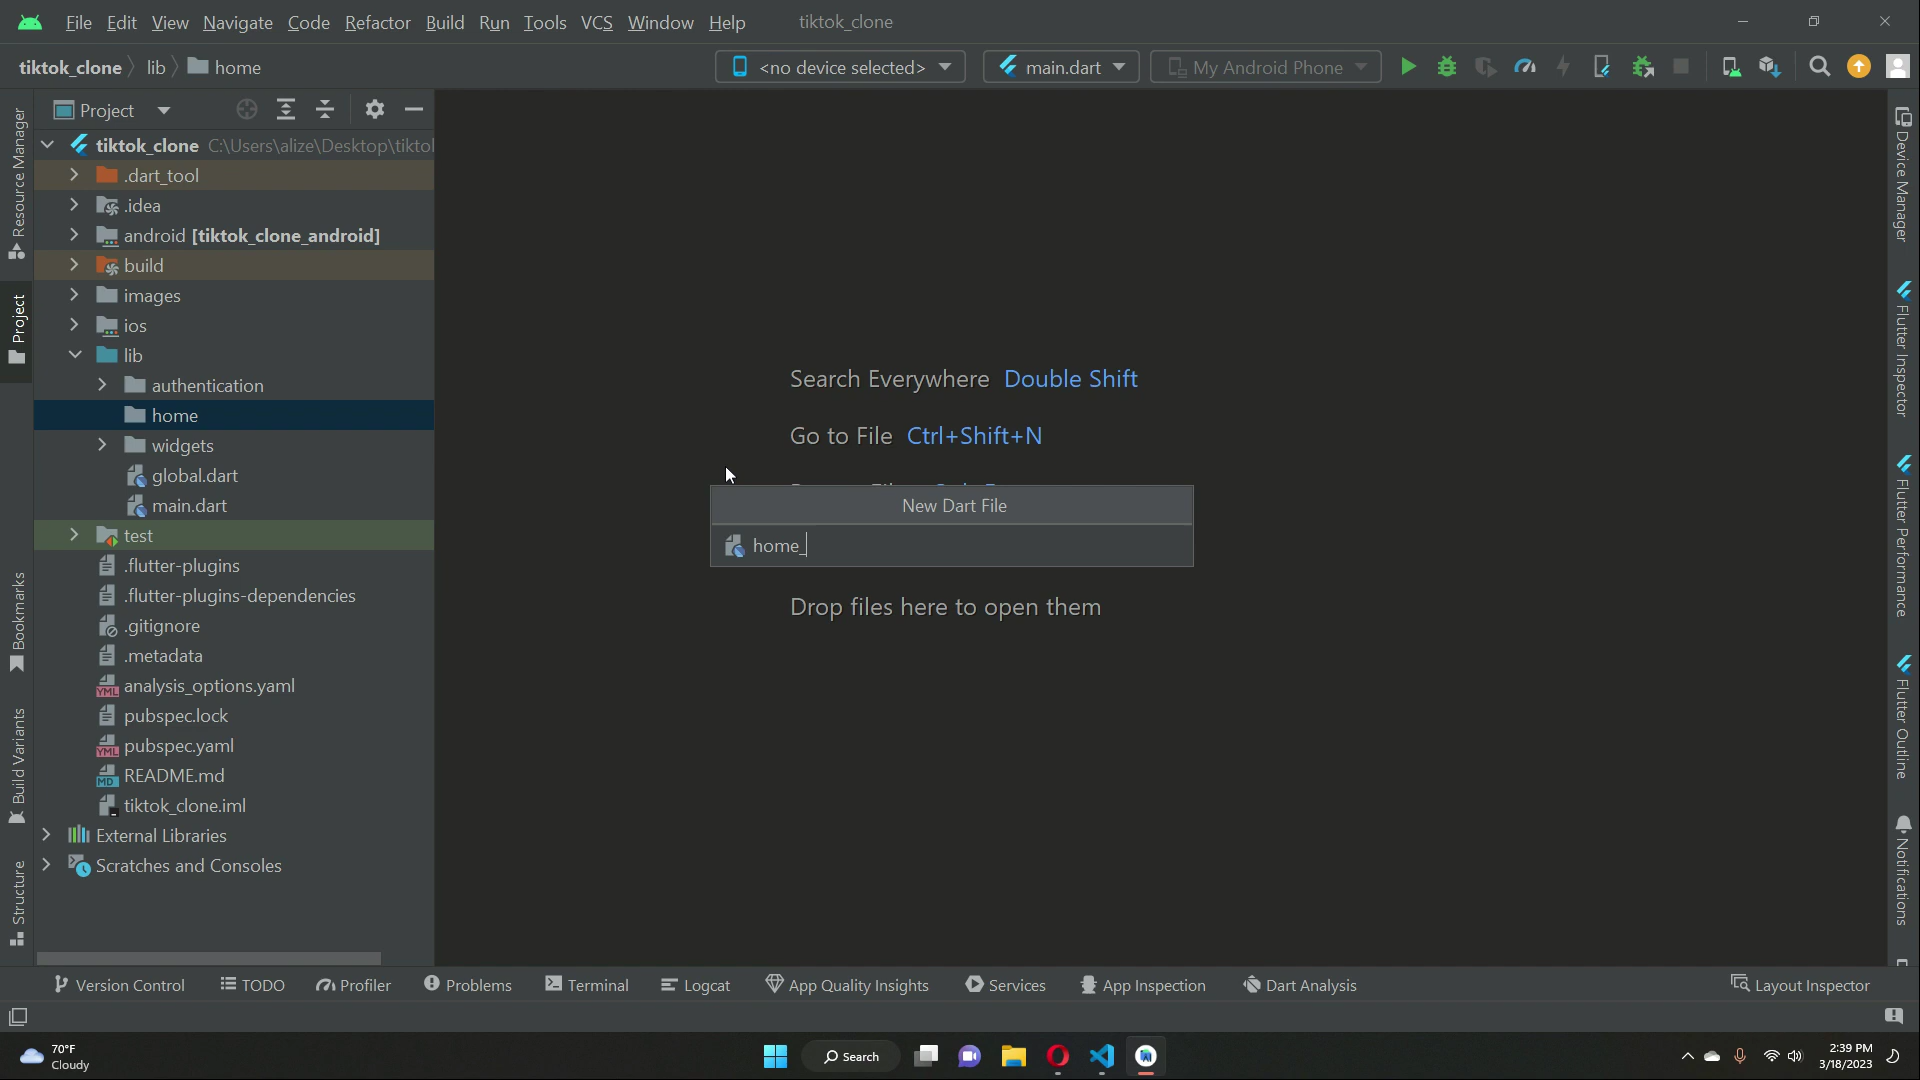 File Edit View Navigate Code Refactor Build Run Tools VCS Window Help tiktok_clone
tiktok_clone lib home <no device selected> main.dart My Android Phone
Project
tiktok_clone C:\Users\alize\Desktop\tiktol
.dart_tool
.idea
android [tiktok_clone_android]
build
images
ios
lib
authentication
home
widgets
global.dart
main.dart
test
.flutter-plugins
.flutter-plugins-dependencies
.gitignore
.metadata
analysis_options.yaml
pubspec.lock
pubspec.yaml
README.md
tiktok_clone.iml
External Libraries
Scratches and Consoles
Resource Manager
Project
Bookmarks
Build Variants
Structure
Search Everywhere Double Shift
Go to File Ctrl+Shift+N
New Dart File
home_
Drop files here to open them
Device Manager
Flutter Inspector
Flutter Performance
Flutter Outline
Notifications
Version Control TODO Profiler Problems Terminal Logcat App Quality Insights Services App Inspection Dart Analysis Layout Inspector
70°F
Cloudy
Search
2:39 PM
3/18/2023